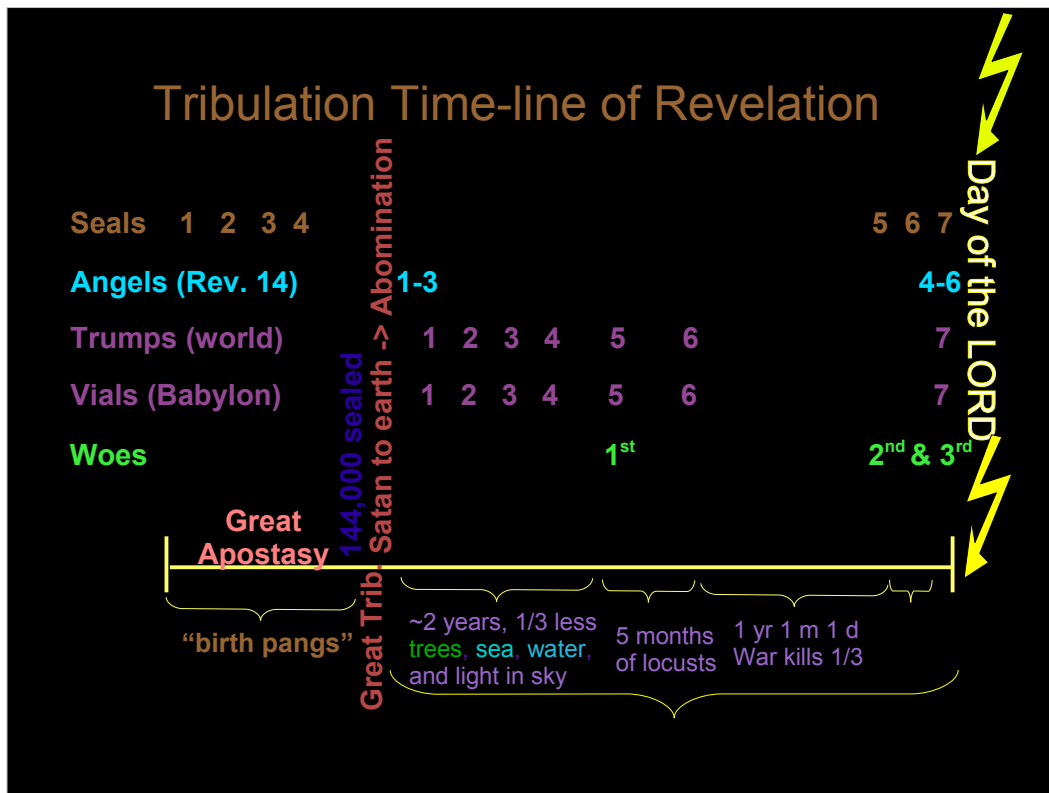 Tribulation Time-line of Revelation
Seals 1 2 3 4 5 6 7
Angels (Rev. 14) 1-3 4-6
Trumps (world) 1 2 3 4 5 6 7
Vials (Babylon) 1 2 3 4 5 6 7
Woes 1st 2nd & 3rd
144,000 sealed
Great Trib. Satan to earth -> Abomination
Day of the LORD
Great
Apostasy
“birth pangs”
~2 years, 1/3 less
trees, sea, water,
and light in sky
5 months
of locusts
1 yr 1 m 1 d
War kills 1/3